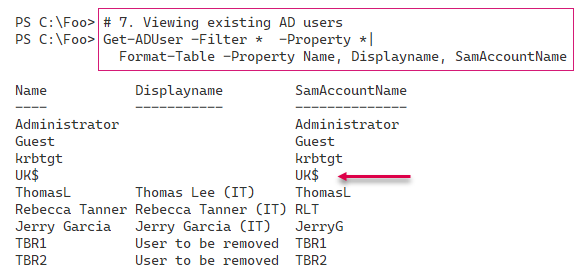 PS C:\Foo> # 7. Viewing existing AD users
PS C:\Foo> Get-ADUser -Filter *  -Property *|
  Format-Table -Property Name, Displayname, SamAccountName
Name           Displayname         SamAccountName
----           -----------         --------------
Administrator                      Administrator
Guest                              Guest
krbtgt                             krbtgt
UK$                                UK$
ThomasL        Thomas Lee (IT)     ThomasL
Rebecca Tanner Rebecca Tanner (IT) RLT
Jerry Garcia   Jerry Garcia (IT)   JerryG
TBR1           User to be removed  TBR1
TBR2           User to be removed  TBR2